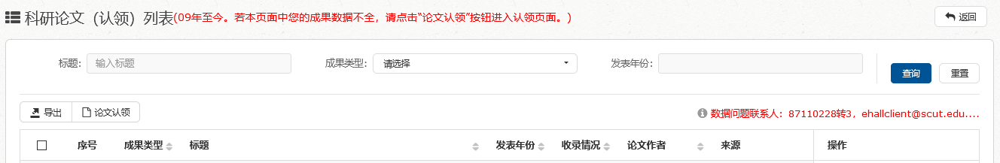 科研论文（认领）列表(09年至今。若本页面中您的成果数据不全，请点击“论文认领”按钮进入认领页面。) 返回
标题: 输入标题 成果类型: 请选择 发表年份:
查询 重置
导出 论文认领 数据问题联系人：87110228转3，ehallclient@scut.edu....
序号 成果类型 标题 发表年份 收录情况 论文作者 来源 操作